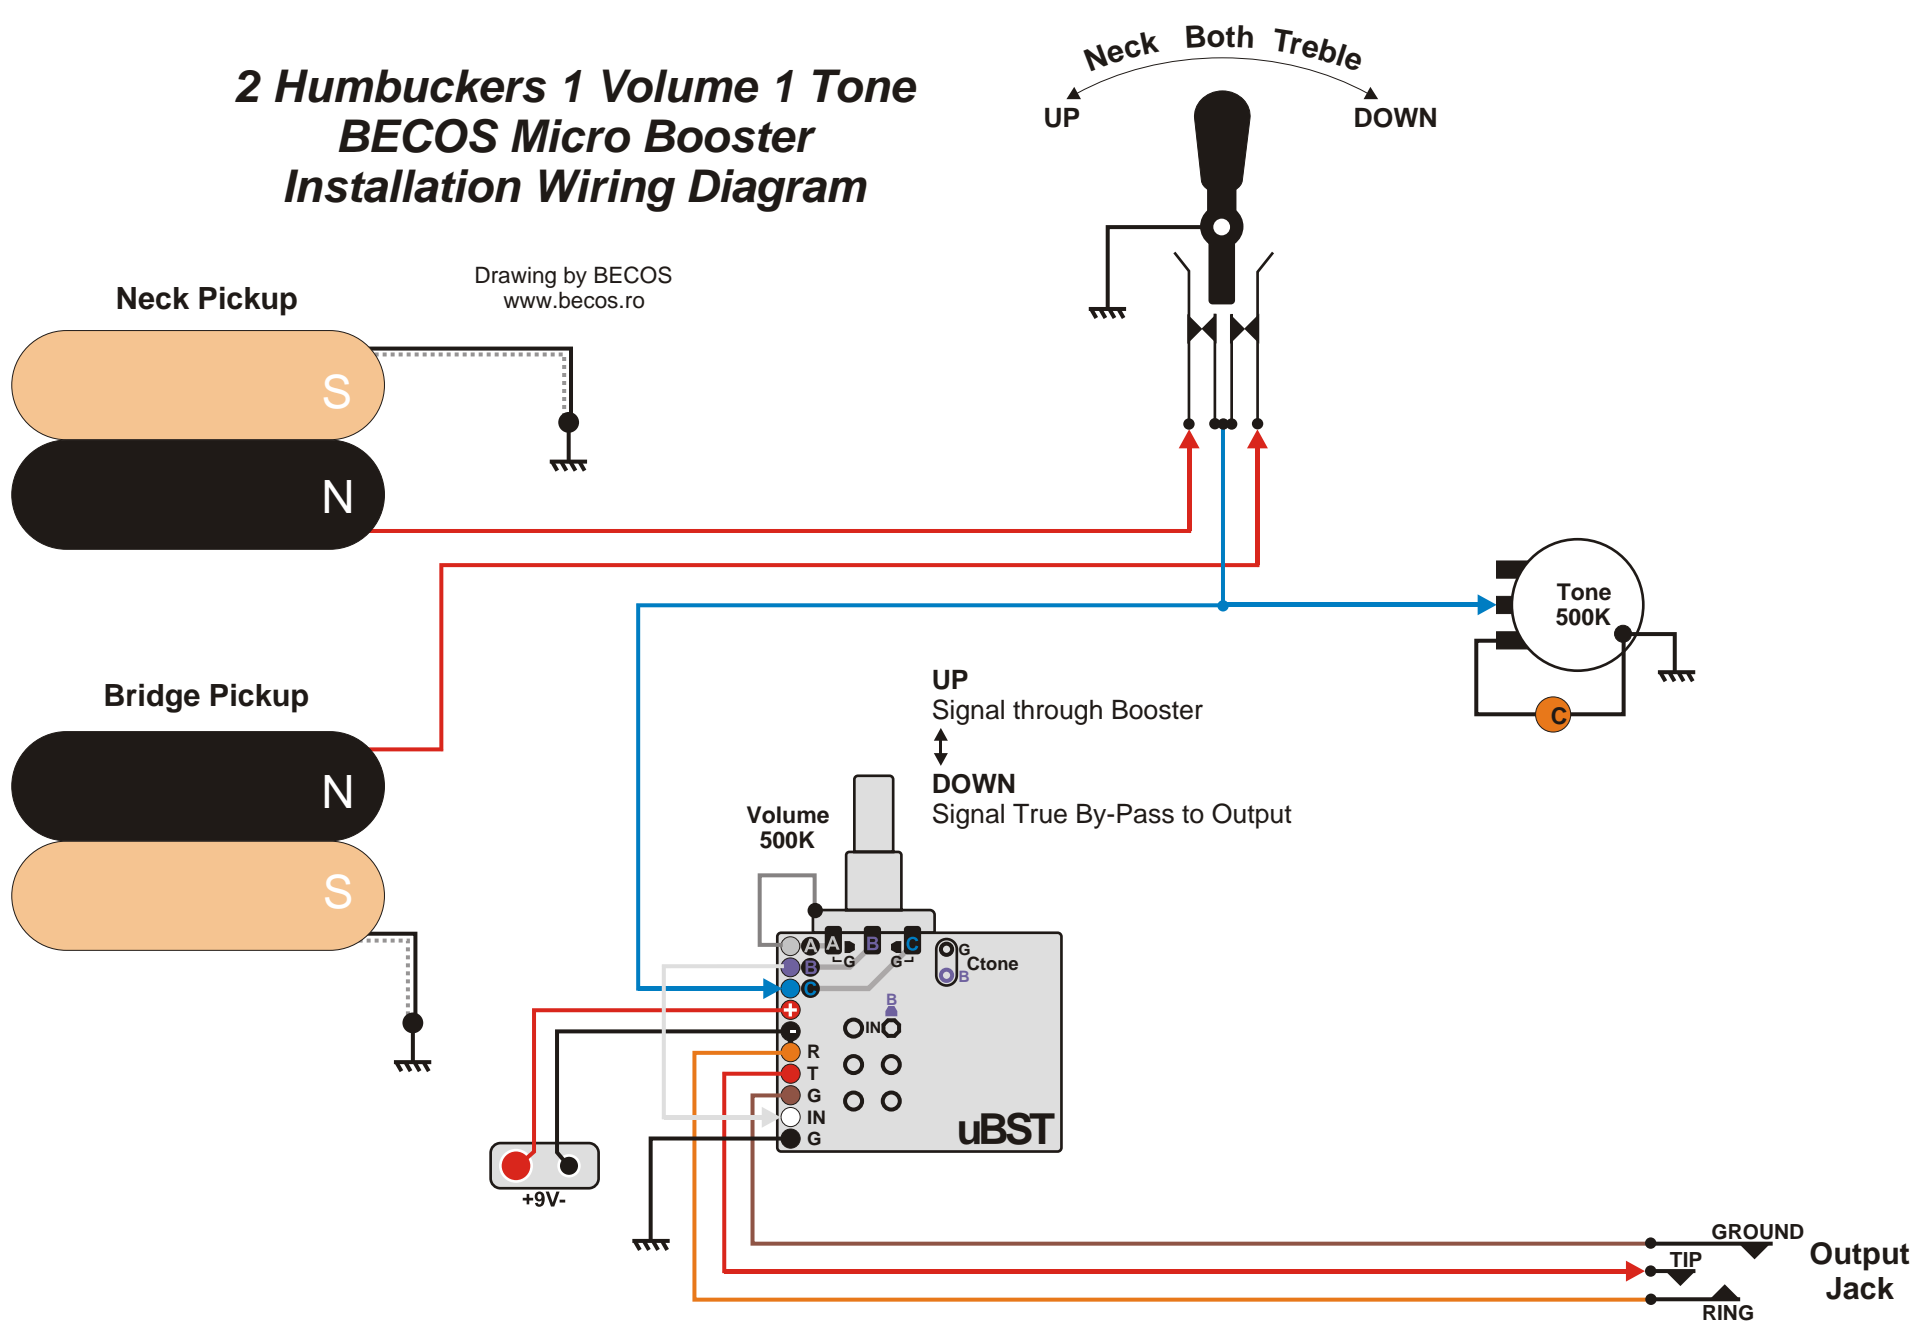 2 Humbuckers 1 Volume 1 Tone
BECOS Micro Booster
Installation Wiring Diagram
Drawing by BECOS
www.becos.ro
Neck Both Treble
UP
DOWN
Neck Pickup
S
N
Tone
500K
C
Bridge Pickup
N
S
UP
Signal through Booster
DOWN
Signal True By-Pass to Output
Volume
500K
A A B C
G G
B
C
G
B
Ctone
+
-
B
IN
R
T
G
IN
G
uBST
+9V-
GROUND
TIP
RING
Output
Jack